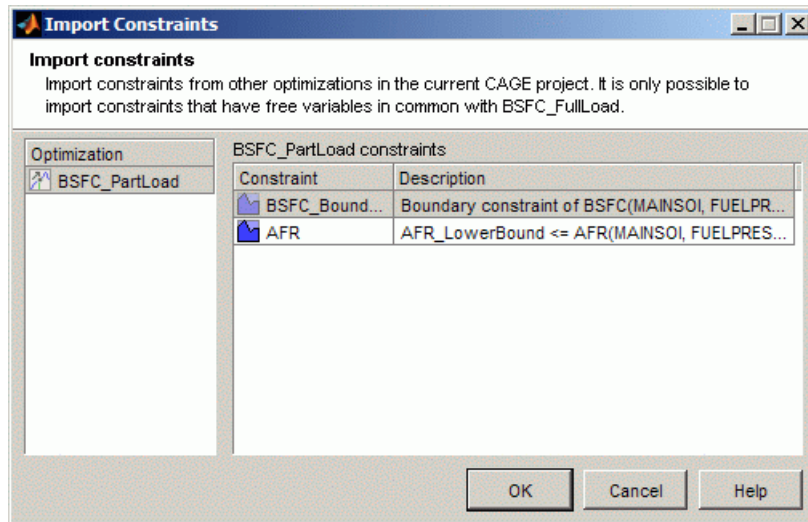 Import Constraints
Import constraints
Import constraints from other optimizations in the current CAGE project. It is only possible to
import constraints that have free variables in common with BSFC_FullLoad.
Optimization
BSFC_PartLoad
BSFC_PartLoad constraints
Constraint Description
BSFC_Bound... Boundary constraint of BSFC(MAINSOI, FUELPR...
AFR AFR_LowerBound <= AFR(MAINSOI, FUELPRES...
OK Cancel Help